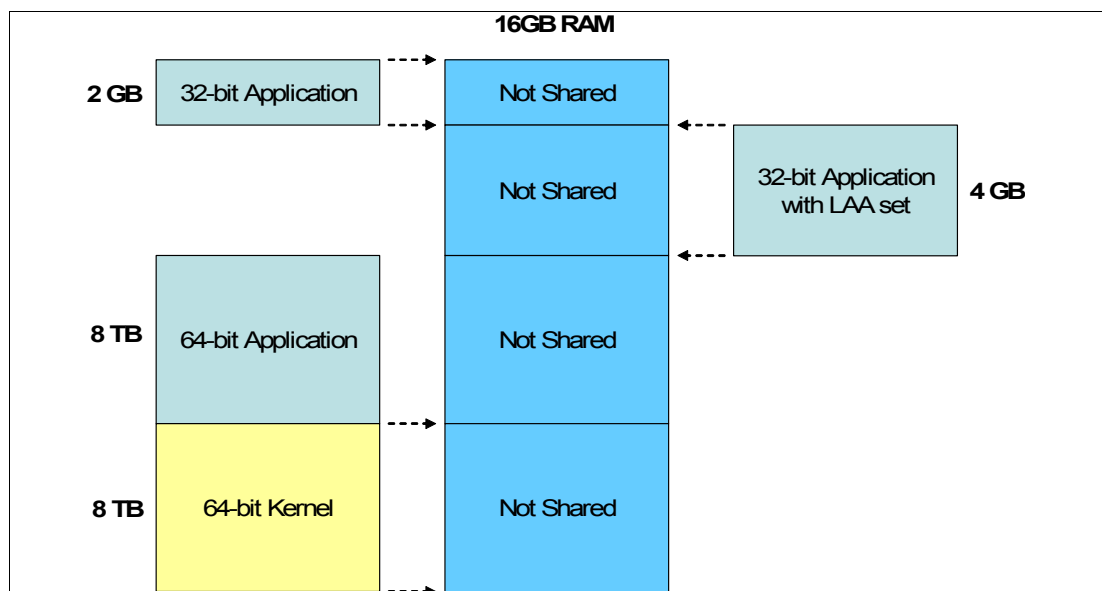 16GB RAM
2 GB
32-bit Application
Not Shared
Not Shared
32-bit Application
with LAA set
4 GB
8 TB
64-bit Application
Not Shared
8 TB
64-bit Kernel
Not Shared